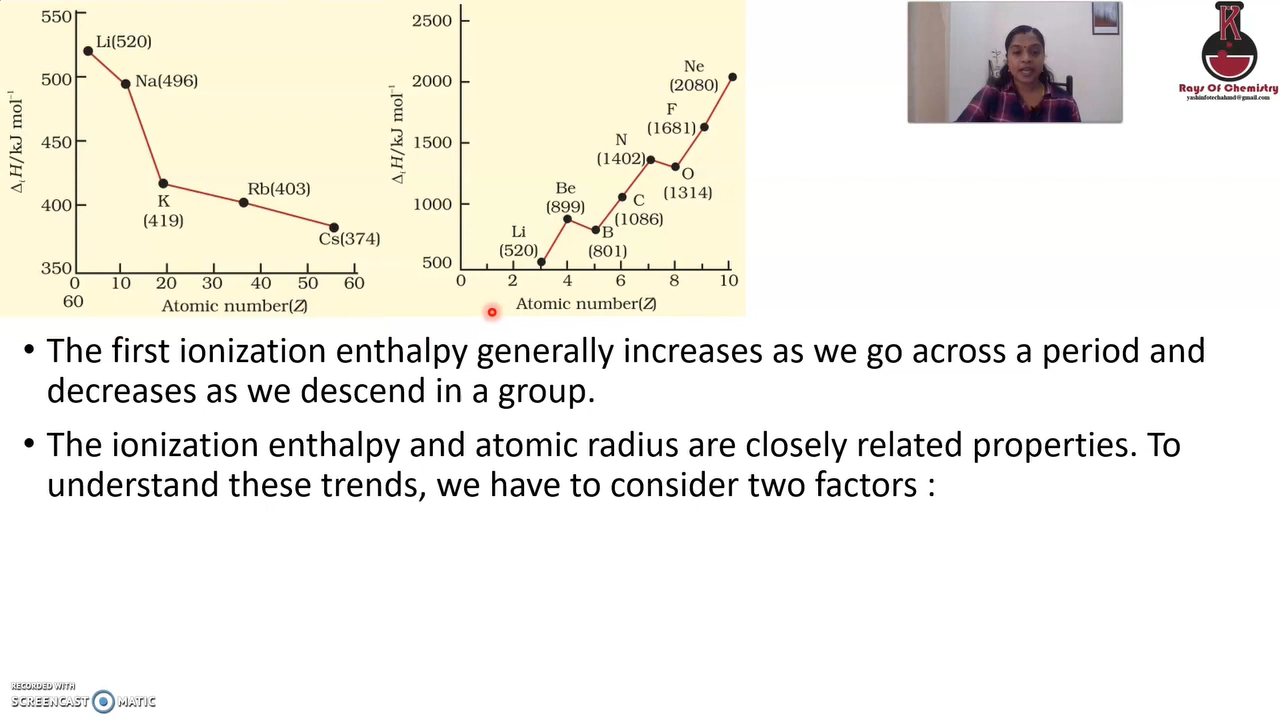 550
500
450
400
350
0
60
10
20
30
40
50
60
Atomic number(Z)
ΔᵢH/kJ mol⁻¹
Li(520)
Na(496)
K
(419)
Rb(403)
Cs(374)
2500
2000
1500
1000
500
0
2
4
6
8
10
Atomic number(Z)
ΔᵢH/kJ mol⁻¹
Li
(520)
Be
(899)
B
(801)
C
(1086)
N
(1402)
O
(1314)
F
(1681)
Ne
(2080)
K
Rays Of Chemistry
yashinfotechahmd@gmail.com
• The first ionization enthalpy generally increases as we go across a period and
decreases as we descend in a group.
• The ionization enthalpy and atomic radius are closely related properties. To
understand these trends, we have to consider two factors :
RECORDED WITH
SCREENCAST MATIC